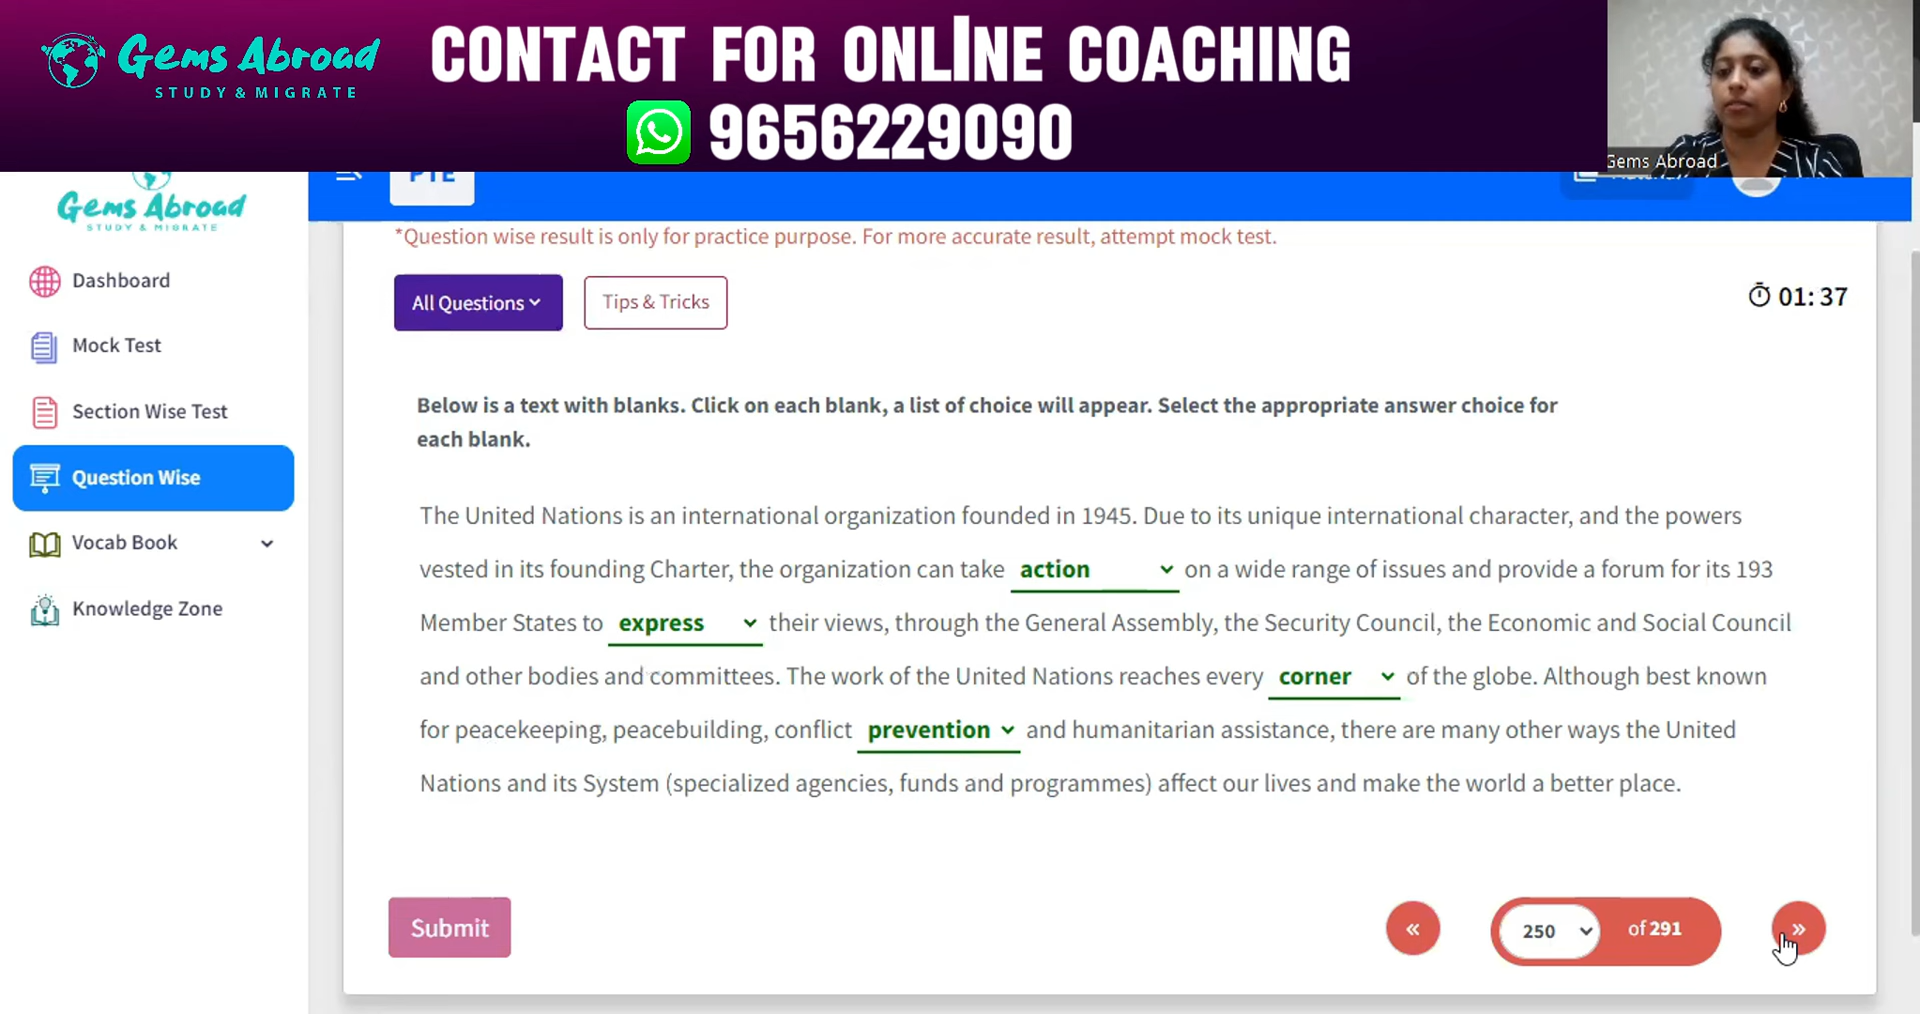 Gems Abroad
STUDY & MIGRATE
CONTACT FOR ONLINE COACHING
9656229090
Gems Abroad
Gems Abroad
STUDY & MIGRATE
PTE
*Question wise result is only for practice purpose. For more accurate result, attempt mock test.
Dashboard
Mock Test
Section Wise Test
Question Wise
Vocab Book
Knowledge Zone
All Questions
Tips & Tricks
01: 37
Below is a text with blanks. Click on each blank, a list of choice will appear. Select the appropriate answer choice for
each blank.
The United Nations is an international organization founded in 1945. Due to its unique international character, and the powers
vested in its founding Charter, the organization can take action on a wide range of issues and provide a forum for its 193
Member States to express their views, through the General Assembly, the Security Council, the Economic and Social Council
and other bodies and committees. The work of the United Nations reaches every corner of the globe. Although best known
for peacekeeping, peacebuilding, conflict prevention and humanitarian assistance, there are many other ways the United
Nations and its System (specialized agencies, funds and programmes) affect our lives and make the world a better place.
Submit
«
250 of 291
»